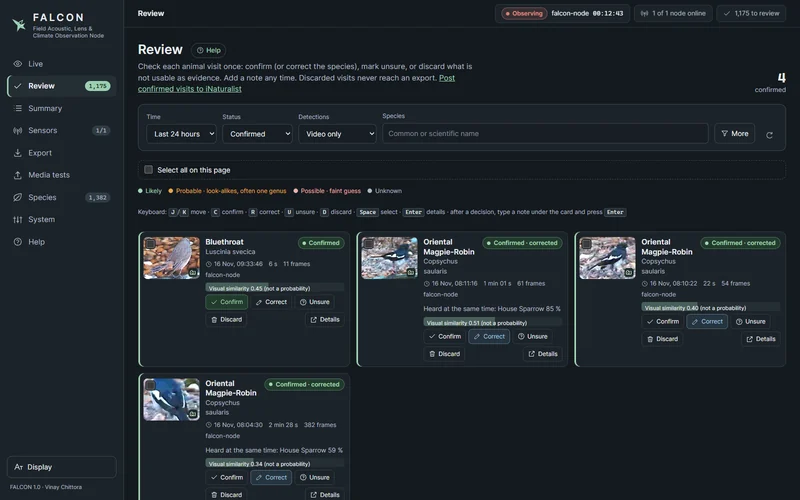 FALCON
Field Acoustic, Lens &
Climate Observation Node
Live
Review 1,175
Summary
Sensors 1/1
Export
Media tests
Species 1,382
System
Help
Display
FALCON 1.0 · Vinay Chittora
Review
Observing falcon-node 00:12:43
1 of 1 node online
1,175 to review
Review
Help
Check each animal visit once: confirm (or correct the species), mark unsure, or discard what is
not usable as evidence. Add a note any time. Discarded visits never reach an export. Post
confirmed visits to iNaturalist
4
confirmed
Time
Last 24 hours
Status
Confirmed
Detections
Video only
Species
Common or scientific name
More
Select all on this page
Likely
Probable · look-alikes, often one genus
Possible · faint guess
Unknown
Keyboard: J / K move · C confirm · R correct · U unsure · D discard · Space select · Enter details · after a decision, type a note under the card and press Enter
Bluethroat
Confirmed
Luscinia svecica
16 Nov, 09:33:46 6 s 11 frames
falcon-node
Visual similarity 0.45 (not a probability)
Confirm
Correct
Unsure
Discard
Details
Oriental
Magpie-Robin
Confirmed · corrected
Copsychus
saularis
16 Nov, 08:11:16 1 min 01 s 61 frames
falcon-node
Heard at the same time: House Sparrow 85 %
Visual similarity 0.51 (not a probability)
Confirm
Correct
Unsure
Discard
Details
Oriental
Magpie-Robin
Confirmed · corrected
Copsychus
saularis
16 Nov, 08:10:22 22 s 54 frames
falcon-node
Visual similarity 0.40 (not a probability)
Confirm
Correct
Unsure
Discard
Details
Oriental
Magpie-Robin
Confirmed · corrected
Copsychus
saularis
16 Nov, 08:04:30 2 min 28 s 382 frames
falcon-node
Heard at the same time: House Sparrow 59 %
Visual similarity 0.34 (not a probability)
Confirm
Correct
Unsure
Discard
Details